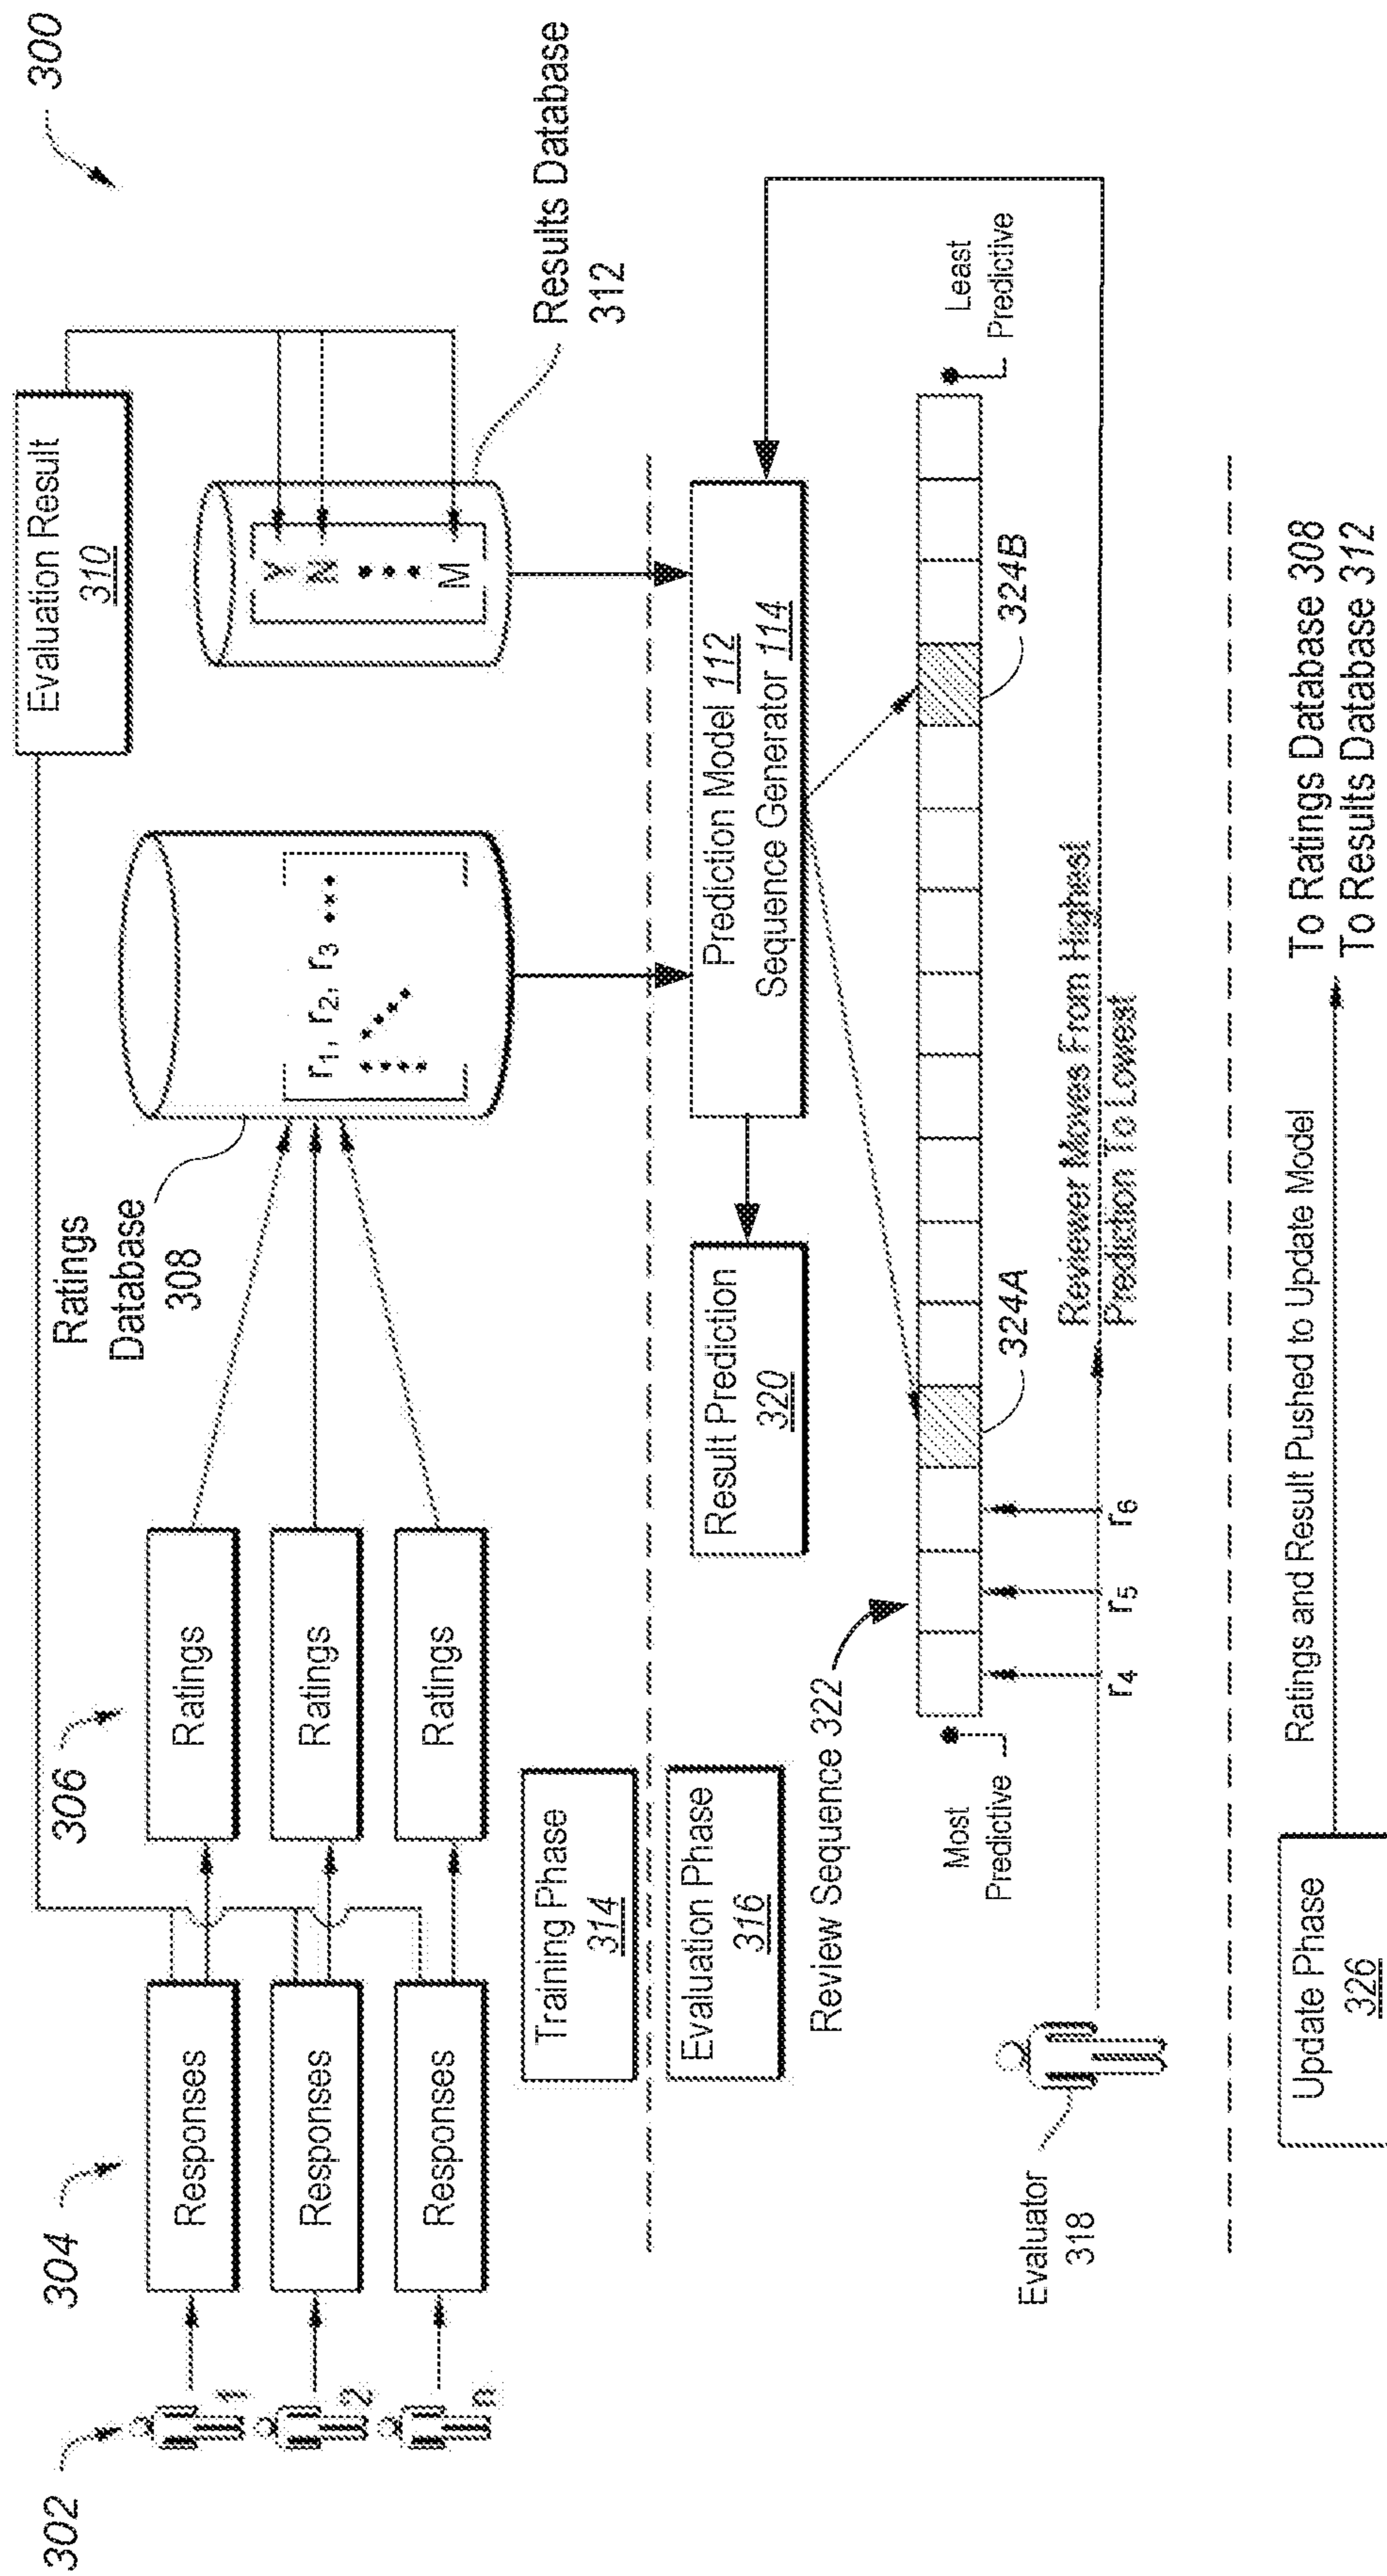 300
302
304
306
Evaluation Result
310
1
2
n
Responses
Responses
Responses
Ratings
Ratings
Ratings
Ratings
Database
308
r1, r2, r3 •••
Y
N
•••
M
Results Database
312
Training Phase
314
Evaluation Phase
316
Result Prediction
320
Prediction Model 112
Sequence Generator 114
Review Sequence 322
Most
Predictive
Least
Predictive
324A
324B
r4
r5
r6
Reviewer Moves From Highest
Prediction To Lowest
Evaluator
318
Update Phase
326
Ratings and Result Pushed to Update Model
To Ratings Database 308
To Results Database 312